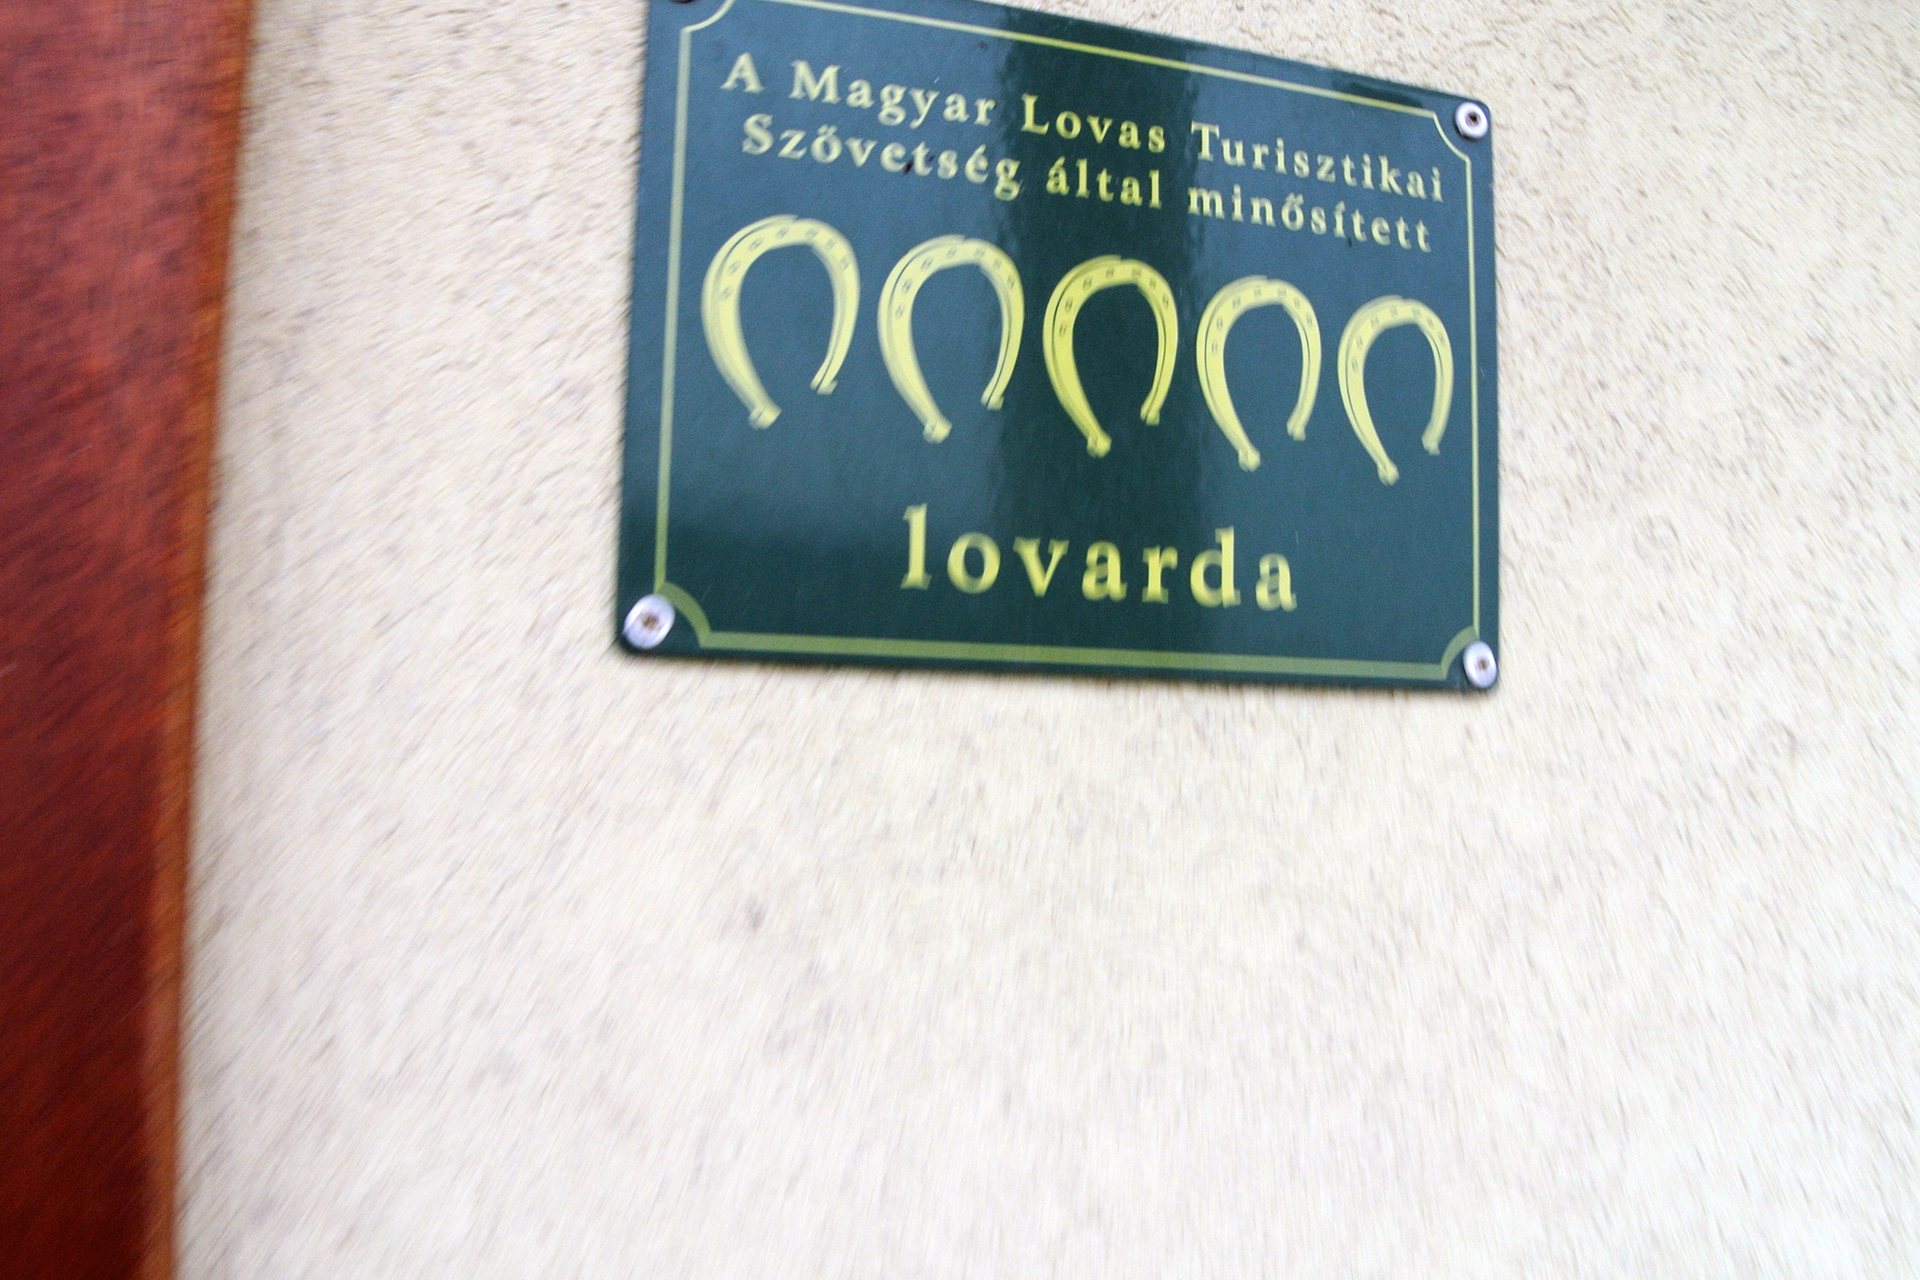 A Magyar Lovas Turisztikai
Szövetség által minősített
lovarda